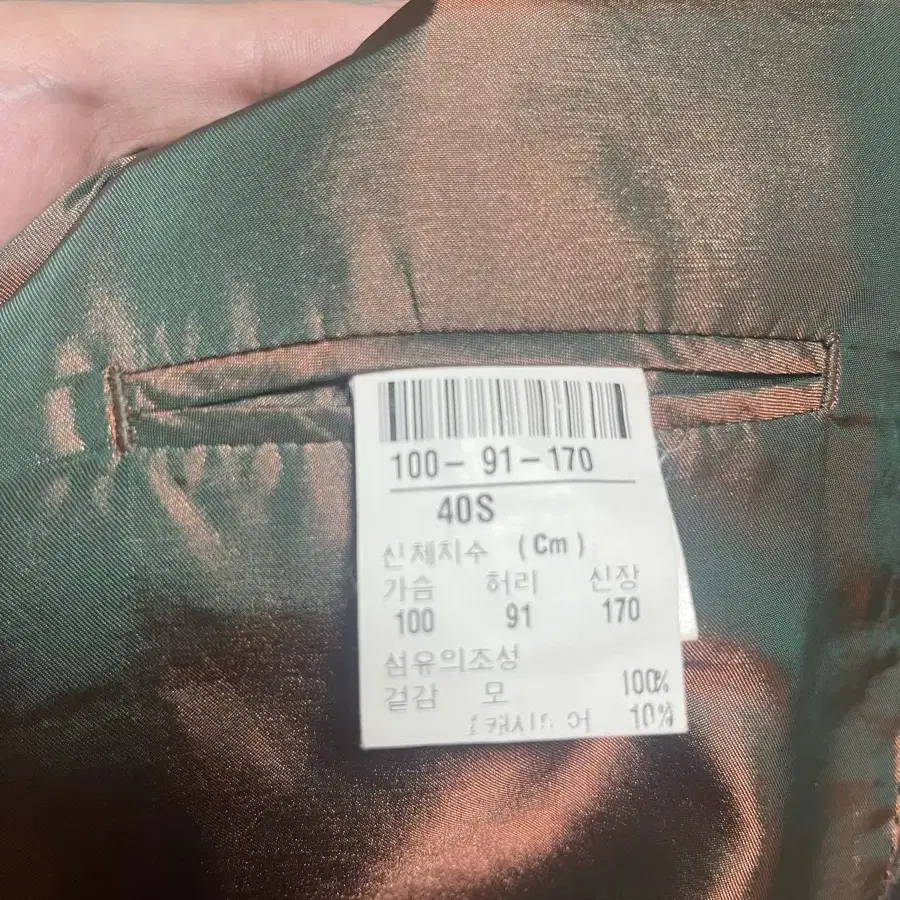 100- 91-170
40S
신체치수 (Cm)
가슴 허리 신장
100 91 170
섬유의조성
겉감 모 100%
10%